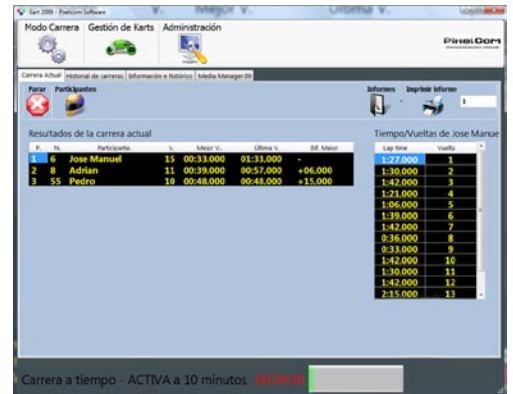 Cart 2009 - Pixelcom Software
Modo Carrera Gestión de Karts Administración
PixelCom
Carrera Actual Historial de carreras Información e histórico Media Manager 09
Parar Participantes Informes Imprimir informe
1
Resultados de la carrera actual Tiempo/Vueltas de Jose Manue
P. N. Participante. V. Mejor V.. Última V. Dif. Mejor Lap time Vuelta
1 6 Jose Manuel 15 00:33.000 01:33.000 - 1:27.000 1
2 8 Adrian 11 00:39.000 00:57.000 +06.000 1:30.000 2
3 55 Pedro 10 00:48.000 00:48.000 +15.000 1:42.000 3
1:21.000 4
1:06.000 5
1:39.000 6
1:42.000 7
0:36.000 8
0:33.000 9
1:42.000 10
1:30.000 11
1:42.000 12
2:15.000 13
Carrera a tiempo - ACTIVA a 10 minutos